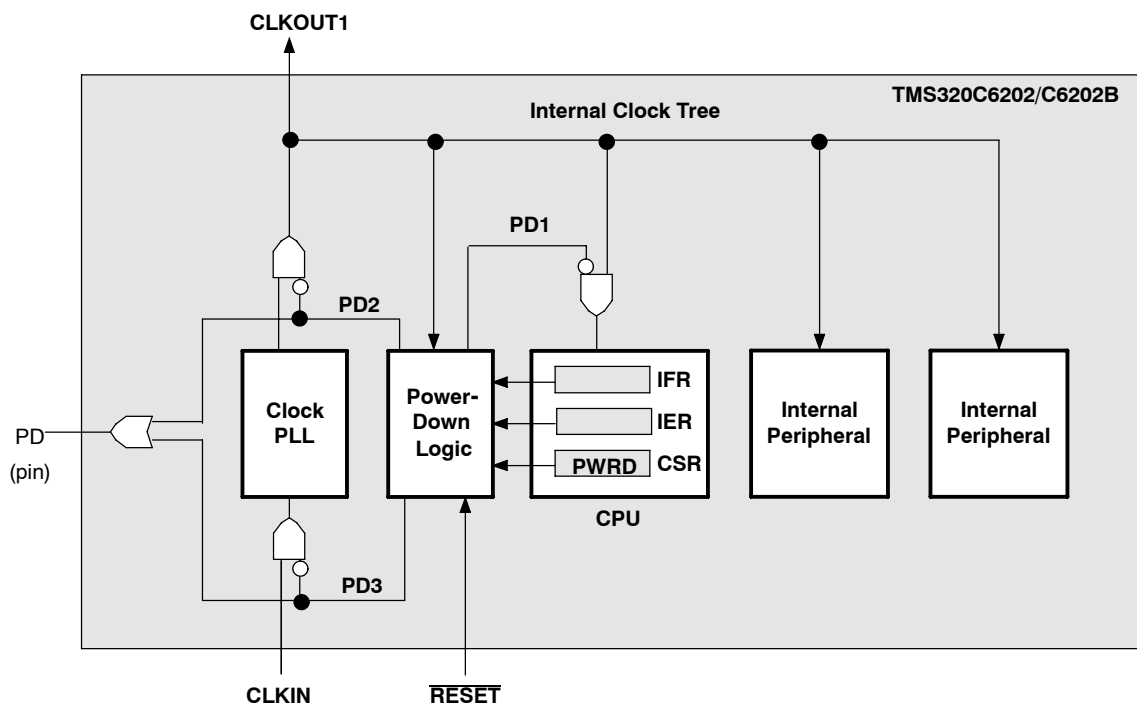 CLKOUT1
TMS320C6202/C6202B
Internal Clock Tree
PD1
PD2
Clock
PLL
Power-
Down
Logic
IFR
IER
PWRD
CSR
CPU
Internal
Peripheral
Internal
Peripheral
PD
(pin)
PD3
CLKIN
RESET